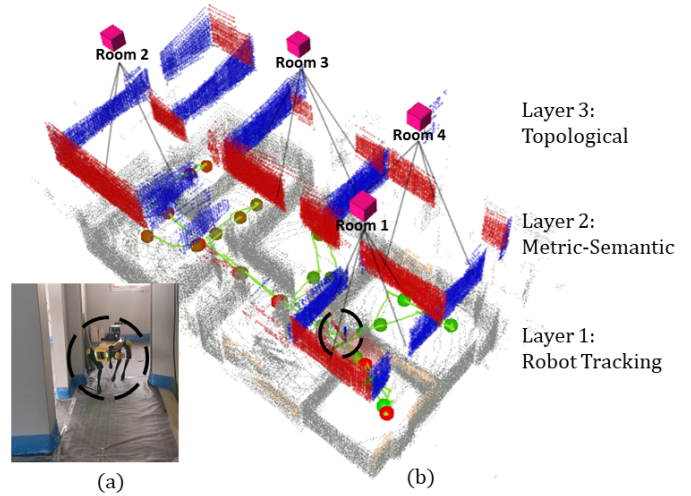 Room 2
Room 3
Room 4
Room 1
Layer 3:
Topological
Layer 2:
Metric-Semantic
Layer 1:
Robot Tracking
(a)
(b)